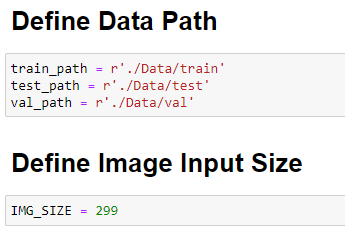 Define Data Path
train_path = r'./Data/train'
test_path = r'./Data/test'
val_path = r'./Data/val'
Define Image Input Size
IMG_SIZE = 299